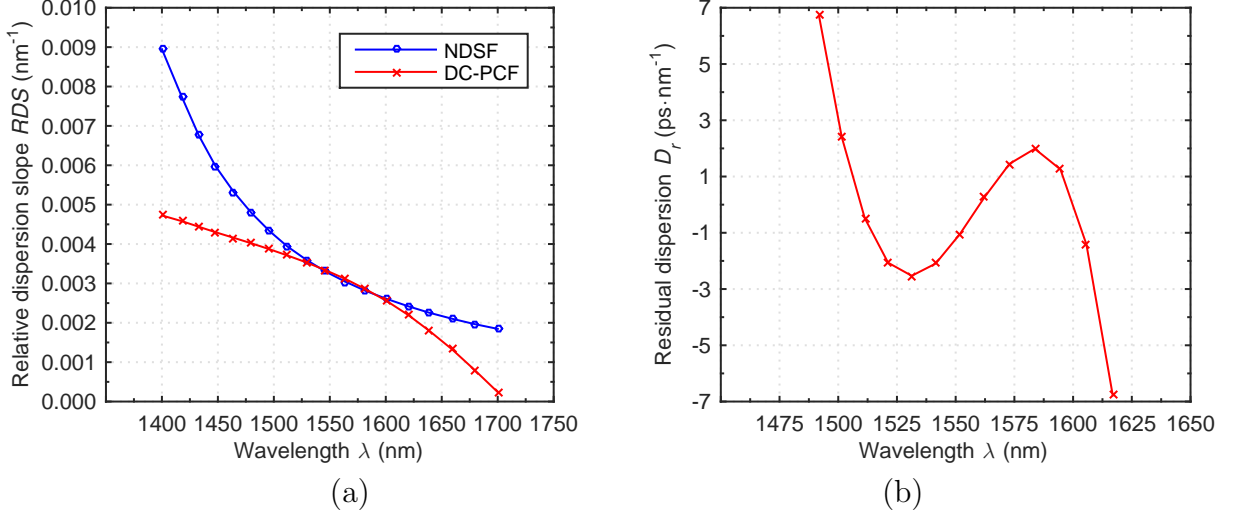 Relative dispersion slope RDS (nm⁻¹)
0.010
0.009
0.008
0.007
0.006
0.005
0.004
0.003
0.002
0.001
0.000
NDSF
DC-PCF
1400 1450 1500 1550 1600 1650 1700 1750
Wavelength λ (nm)
(a)
Residual dispersion Dᵣ (ps·nm⁻¹)
7
5
3
1
-1
-3
-5
-7
1475 1500 1525 1550 1575 1600 1625 1650
Wavelength λ (nm)
(b)